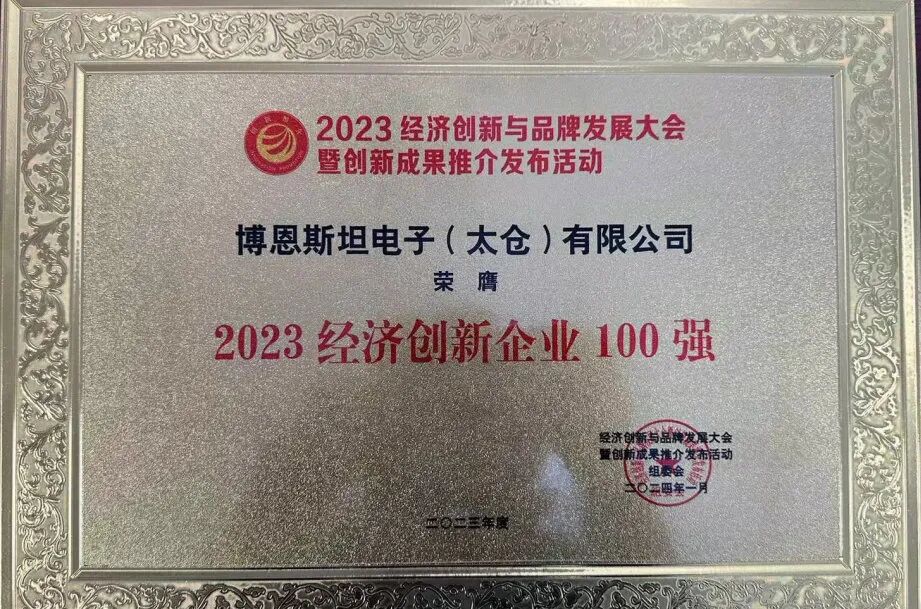 2023 经济创新与品牌发展大会
暨创新成果推介发布活动
博恩斯坦电子（太仓）有限公司
荣 膺
2023 经济创新企业 100 强
经济创新与品牌发展大会
暨创新成果推介发布活动
组委会
二〇二四年一月
二〇二三年度